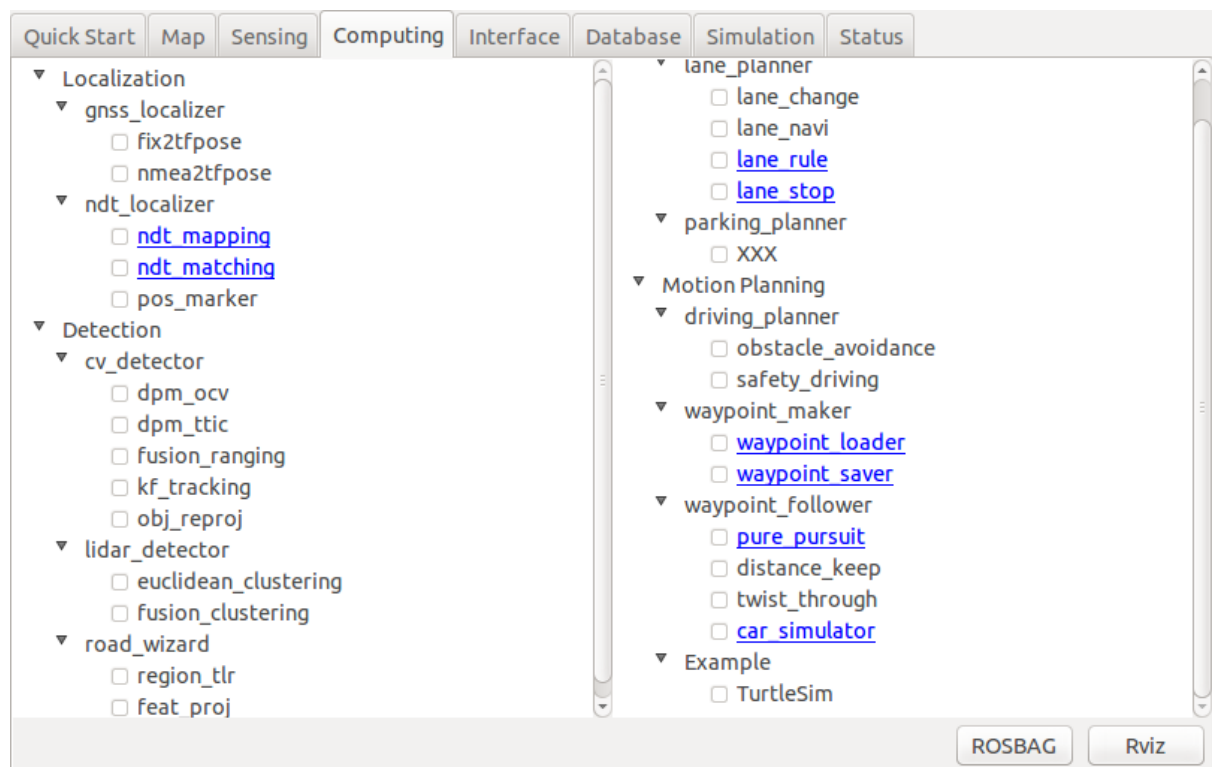 Quick Start Map Sensing Computing Interface Database Simulation Status
Localization
gnss_localizer
fix2tfpose
nmea2tfpose
ndt_localizer
ndt_mapping
ndt_matching
pos_marker
Detection
cv_detector
dpm_ocv
dpm_ttic
fusion_ranging
kf_tracking
obj_reproj
lidar_detector
euclidean_clustering
fusion_clustering
road_wizard
region_tlr
feat_proj
lane_planner
lane_change
lane_navi
lane_rule
lane_stop
parking_planner
XXX
Motion Planning
driving_planner
obstacle_avoidance
safety_driving
waypoint_maker
waypoint_loader
waypoint_saver
waypoint_follower
pure_pursuit
distance_keep
twist_through
car_simulator
Example
TurtleSim
ROSBAG Rviz